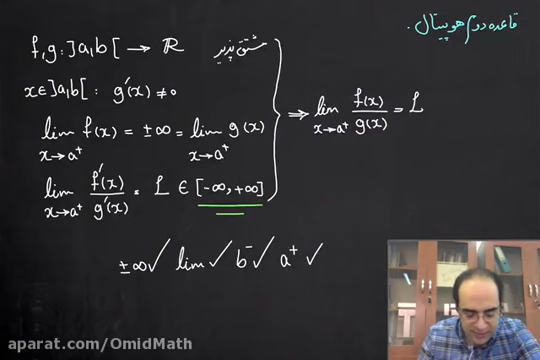 قاعده دوم هوپیتال.
f,g: ]a,b[ → ℝ مشتق پذیر
x∈]a,b[ : g'(x) ≠ 0
lim x→a⁺ f(x) = ±∞ = lim x→a⁺ g(x)
lim x→a⁺ f'(x)/g'(x) = L ∈ [-∞,+∞]
⇒ lim x→a⁺ f(x)/g(x) = L
±∞ ✓ lim ✓ b⁻ ✓ a⁺ ✓
aparat.com/OmidMath